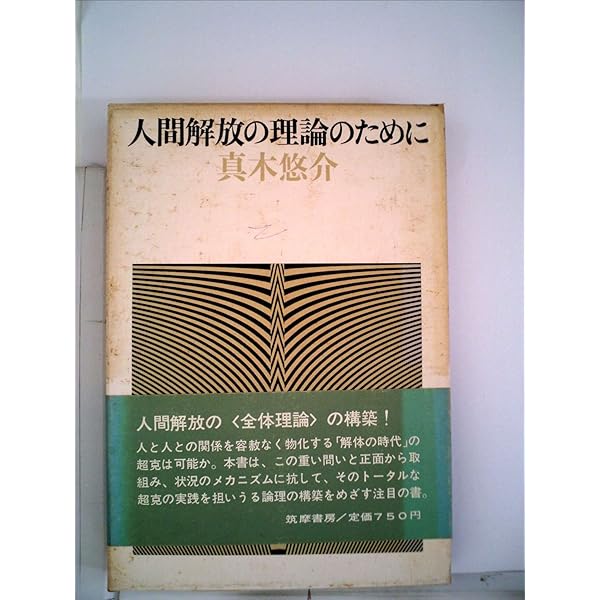 人間解放の理論のために
真木悠介
人間解放の〈全体理論〉の構築!
人と人との関係を容赦なく物化する「解体の時代」の
超克は可能か。本書は、この重い問いと正面から取
組み、状況のメカニズムに抗して、そのトータルな
超克の実践を担いうる論理の構築をめざす注目の書。
筑摩書房/定価750円